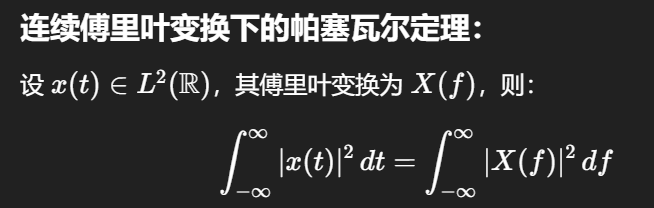 连续傅里叶变换下的帕塞瓦尔定理：
设 x(t) ∈ L²(ℝ)，其傅里叶变换为 X(f)，则：
∫_{-∞}^{∞} |x(t)|² dt = ∫_{-∞}^{∞} |X(f)|² df